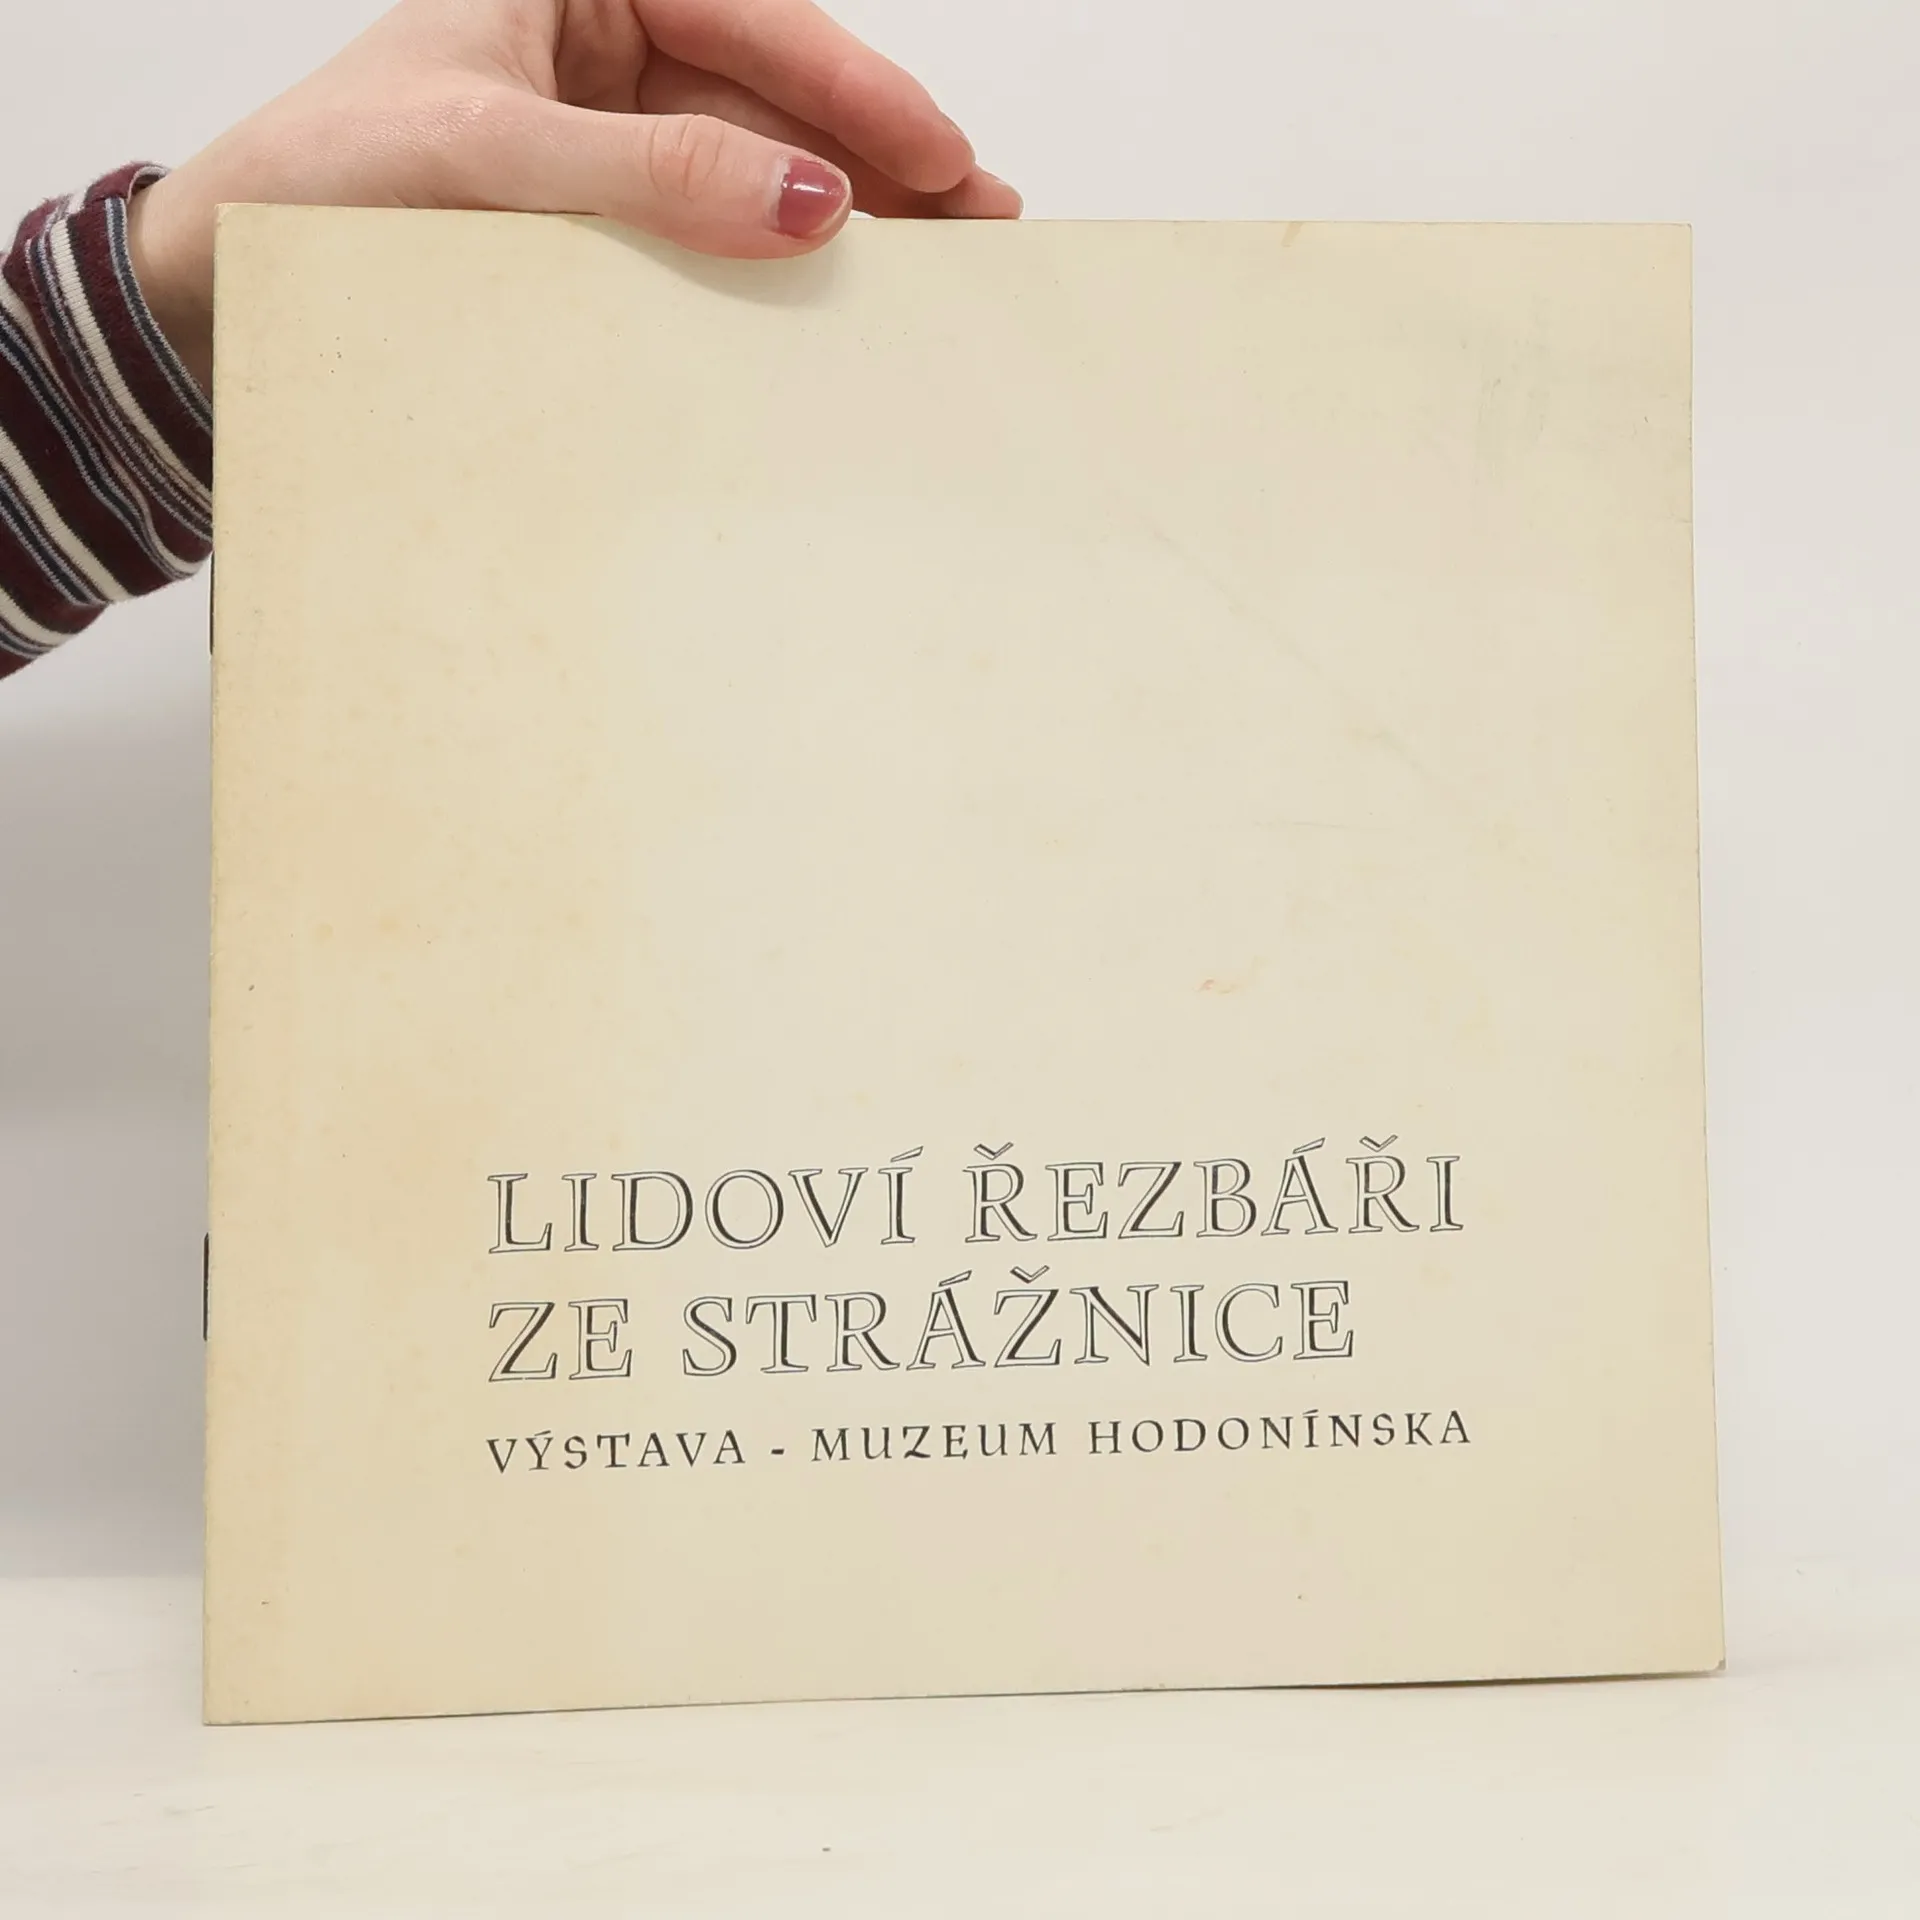 LIDOVÍ ŘEZBÁŘI
ZE STRÁŽNICE
VÝSTAVA - MUZEUM HODONÍNSKA